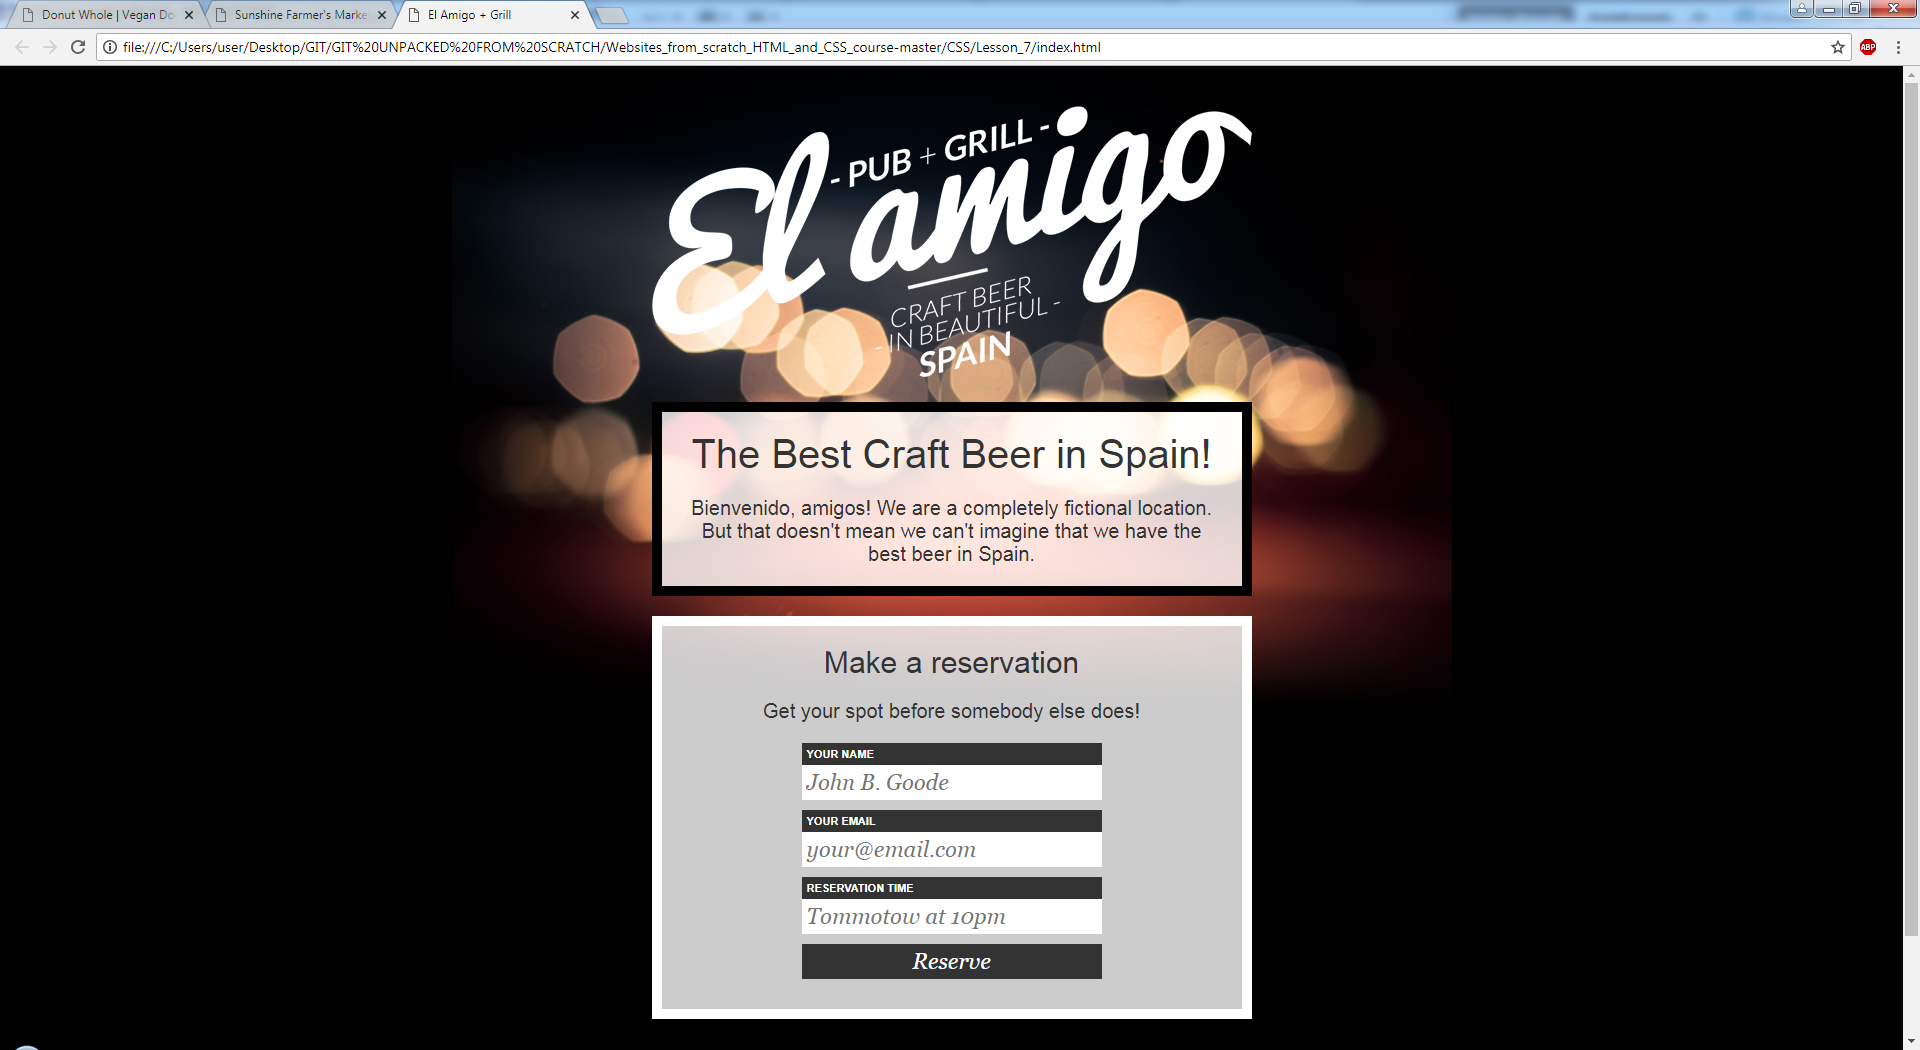 Donut Whole | Vegan Do
Sunshine Farmer's Marke
El Amigo + Grill
file:///C:/Users/user/Desktop/GIT/GIT%20UNPACKED%20FROM%20SCRATCH/Websites_from_scratch_HTML_and_CSS_course-master/CSS/Lesson_7/index.html
ABP
- PUB + GRILL -
El amigo
CRAFT BEER
- IN BEAUTIFUL -
SPAIN
The Best Craft Beer in Spain!
Bienvenido, amigos! We are a completely fictional location.
But that doesn't mean we can't imagine that we have the
best beer in Spain.
Make a reservation
Get your spot before somebody else does!
YOUR NAME
John B. Goode
YOUR EMAIL
your@email.com
RESERVATION TIME
Tommotow at 10pm
Reserve